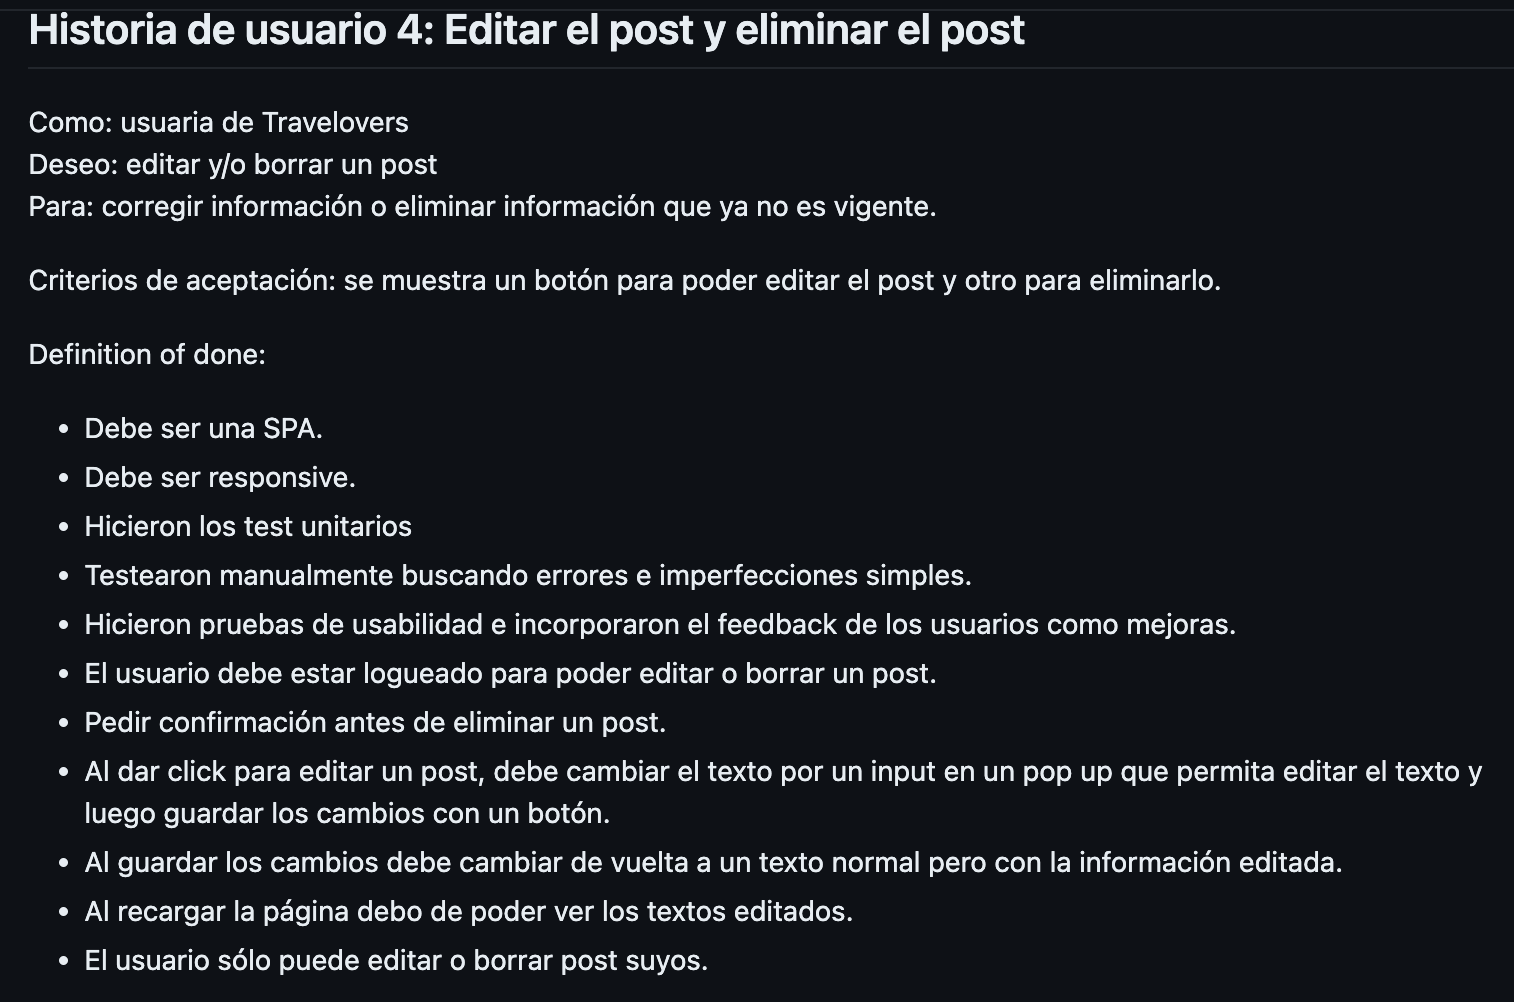 Historia de usuario 4: Editar el post y eliminar el post
Como: usuaria de Travelovers
Deseo: editar y/o borrar un post
Para: corregir información o eliminar información que ya no es vigente.
Criterios de aceptación: se muestra un botón para poder editar el post y otro para eliminarlo.
Definition of done:
• Debe ser una SPA.
• Debe ser responsive.
• Hicieron los test unitarios
• Testearon manualmente buscando errores e imperfecciones simples.
• Hicieron pruebas de usabilidad e incorporaron el feedback de los usuarios como mejoras.
• El usuario debe estar logueado para poder editar o borrar un post.
• Pedir confirmación antes de eliminar un post.
• Al dar click para editar un post, debe cambiar el texto por un input en un pop up que permita editar el texto y
luego guardar los cambios con un botón.
• Al guardar los cambios debe cambiar de vuelta a un texto normal pero con la información editada.
• Al recargar la página debo de poder ver los textos editados.
• El usuario sólo puede editar o borrar post suyos.